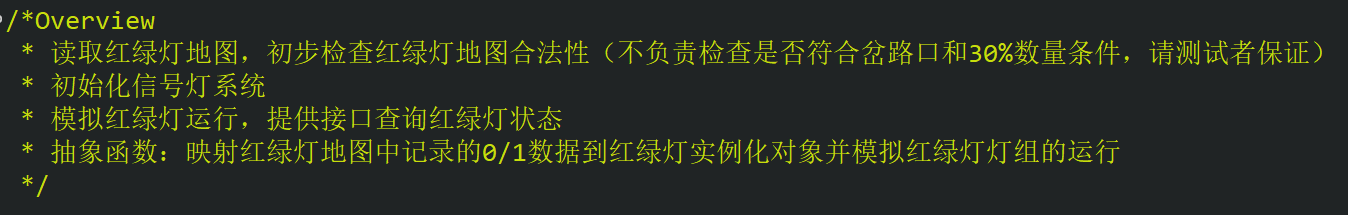 /*Overview
* 读取红绿灯地图，初步检查红绿灯地图合法性（不负责检查是否符合岔路口和30%数量条件，请测试者保证）
* 初始化信号灯系统
* 模拟红绿灯运行，提供接口查询红绿灯状态
* 抽象函数：映射红绿灯地图中记录的0/1数据到红绿灯实例化对象并模拟红绿灯灯组的运行
*/